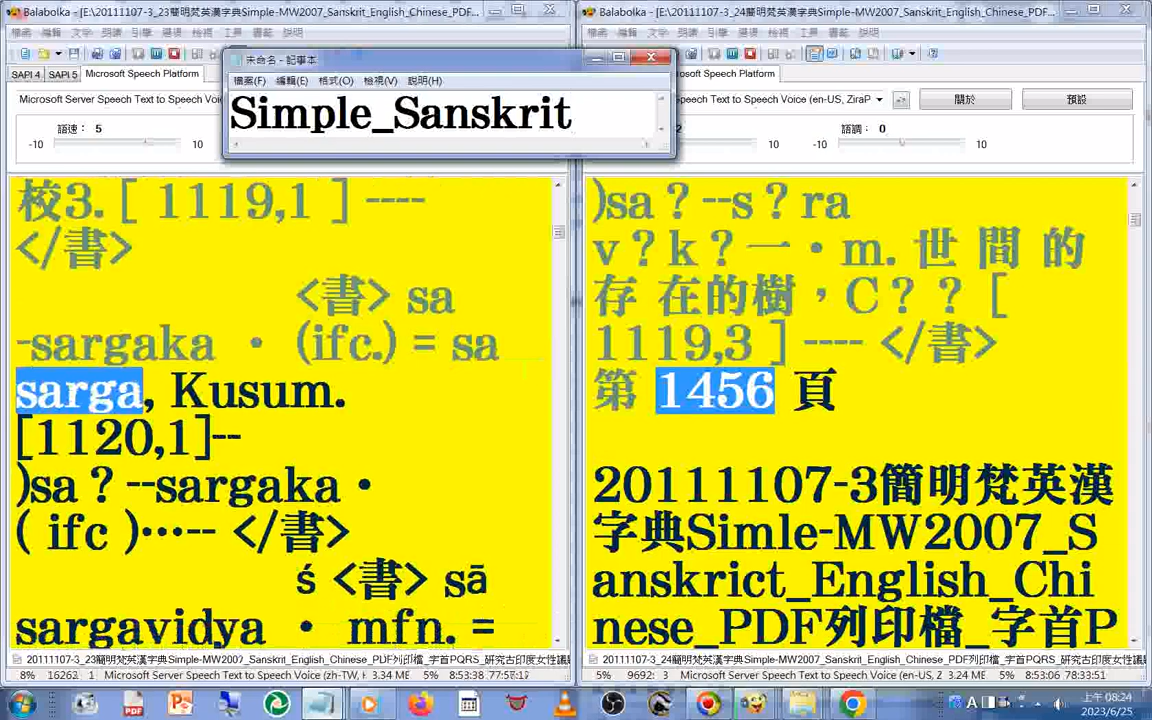 Balabolka - [E:\20111107-3_23簡明梵英漢字典Simple-MW2007_Sanskrit_English_Chinese_PDF...
Balabolka - [E:\20111107-3_24簡明梵英漢字典Simple-MW2007_Sanskrit_English_Chinese_PDF...
SAPI 4 SAPI 5 Microsoft Speech Platform
未命名 - 記事本
檔案(F) 編輯(E) 格式(O) 檢視(V) 說明(H)
Simple_Sanskrit
Microsoft Server Speech Text to Speech Voi
Speech Text to Speech Voice (en-US, ZiraP
關於
預設
語速： 5
-10 10
語調： 0
-10 10
校3. [ 1119,1 ] ----
</書>
<書> sa
-sargaka • (ifc.) = sa
sarga, Kusum.
[1120,1]--
)sa？--sargaka•
( ifc )…-- </書>
ś <書> sā
sargavidya • mfn. =
)sa？--s？ra
v？k？一•m. 世 間 的
存 在的樹，C？？ [
1119,3 ] ---- </書>
第 1456 頁
20111107-3簡明梵英漢
字典Simle-MW2007_S
anskrict_English_Chi
nese_PDF列印檔_字首P
20111107-3_23簡明梵英漢字典Simple-MW2007_Sanskrit_English_Chinese_PDF列印檔_字首PQRS_研究古印度女性議
20111107-3_24簡明梵英漢字典Simple-MW2007_Sanskrit_English_Chinese_PDF列印檔_字首PQRS_研究古印度女性議
8% 16263 1 Microsoft Server Speech Text to Speech Voice (zh-TW, H 3.34 MB 5% 8:53:38
5% 9692: 3 Microsoft Server Speech Text to Speech Voice (en-US, Z 3.24 MB 5% 8:53:06 78:33:51
上午 08:24
2023/6/25